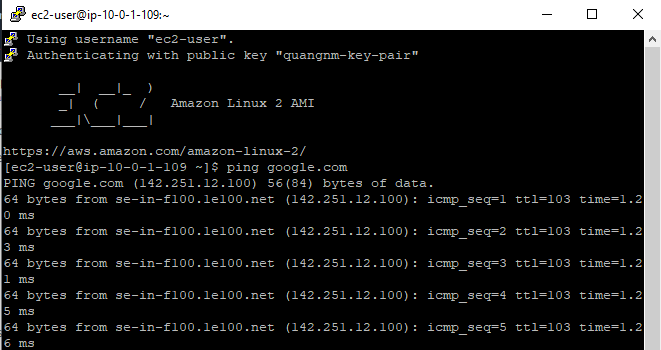 ec2-user@ip-10-0-1-109:~
Using username "ec2-user".
Authenticating with public key "quangnm-key-pair"
       __|  __|_  )
       _|  (     /   Amazon Linux 2 AMI
      ___|\___|___|
https://aws.amazon.com/amazon-linux-2/
[ec2-user@ip-10-0-1-109 ~]$ ping google.com
PING google.com (142.251.12.100) 56(84) bytes of data.
64 bytes from se-in-f100.1e100.net (142.251.12.100): icmp_seq=1 ttl=103 time=1.2
0 ms
64 bytes from se-in-f100.1e100.net (142.251.12.100): icmp_seq=2 ttl=103 time=1.2
3 ms
64 bytes from se-in-f100.1e100.net (142.251.12.100): icmp_seq=3 ttl=103 time=1.2
1 ms
64 bytes from se-in-f100.1e100.net (142.251.12.100): icmp_seq=4 ttl=103 time=1.2
5 ms
64 bytes from se-in-f100.1e100.net (142.251.12.100): icmp_seq=5 ttl=103 time=1.2
6 ms